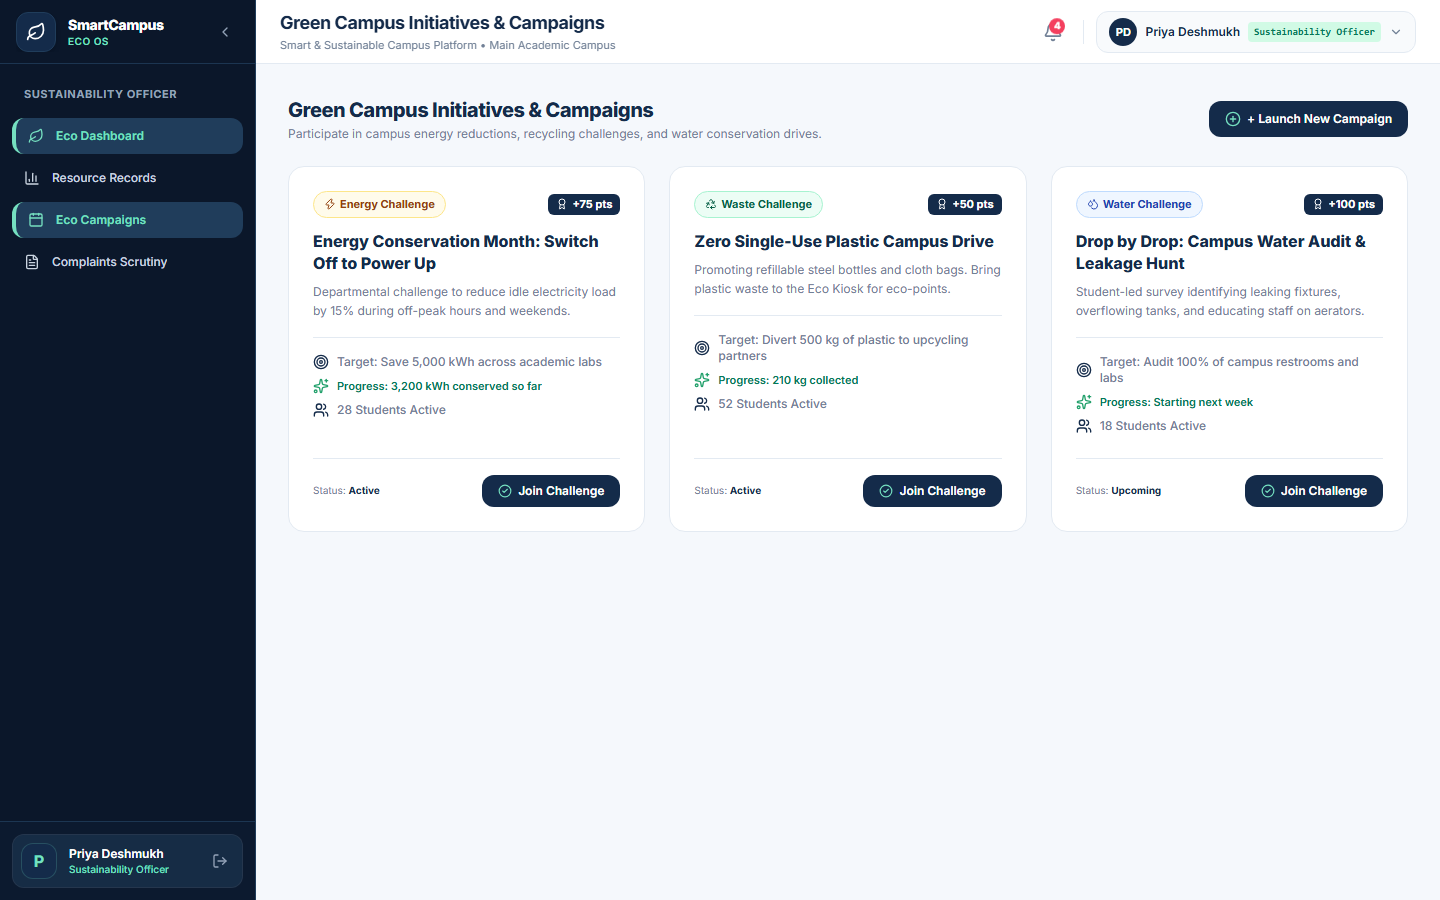 SmartCampus
ECO OS
SUSTAINABILITY OFFICER
Eco Dashboard
Resource Records
Eco Campaigns
Complaints Scrutiny
Priya Deshmukh
Sustainability Officer
P
Green Campus Initiatives & Campaigns
Smart & Sustainable Campus Platform • Main Academic Campus
4
PD
Priya Deshmukh
Sustainability Officer
Green Campus Initiatives & Campaigns
Participate in campus energy reductions, recycling challenges, and water conservation drives.
+ Launch New Campaign
Energy Challenge
+75 pts
Energy Conservation Month: Switch
Off to Power Up
Departmental challenge to reduce idle electricity load
by 15% during off-peak hours and weekends.
Target: Save 5,000 kWh across academic labs
Progress: 3,200 kWh conserved so far
28 Students Active
Status: Active
Join Challenge
Waste Challenge
+50 pts
Zero Single-Use Plastic Campus Drive
Promoting refillable steel bottles and cloth bags. Bring
plastic waste to the Eco Kiosk for eco-points.
Target: Divert 500 kg of plastic to upcycling
partners
Progress: 210 kg collected
52 Students Active
Status: Active
Join Challenge
Water Challenge
+100 pts
Drop by Drop: Campus Water Audit &
Leakage Hunt
Student-led survey identifying leaking fixtures,
overflowing tanks, and educating staff on aerators.
Target: Audit 100% of campus restrooms and
labs
Progress: Starting next week
18 Students Active
Status: Upcoming
Join Challenge